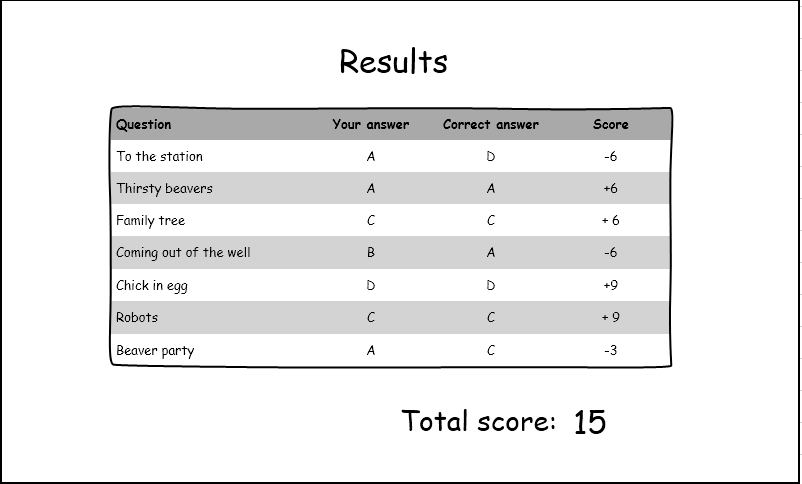 Results
Question Your answer Correct answer Score
To the station A D -6
Thirsty beavers A A +6
Family tree C C + 6
Coming out of the well B A -6
Chick in egg D D +9
Robots C C + 9
Beaver party A C -3
Total score: 15